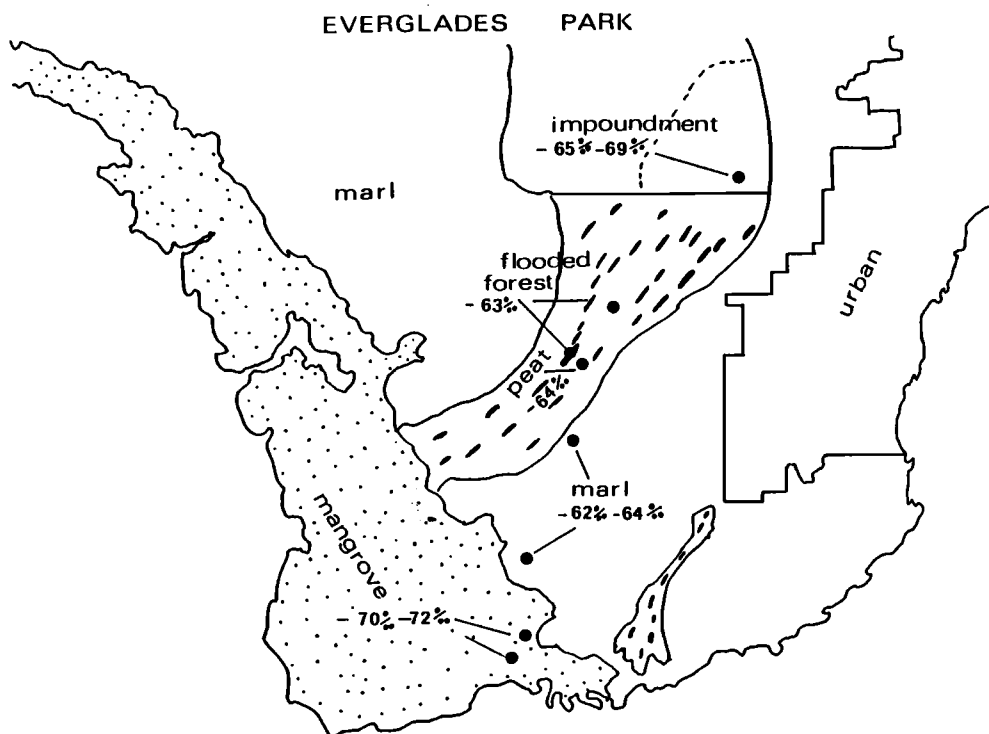 EVERGLADES PARK
impoundment
- 65‰ -69‰
marl
flooded
forest
- 63‰
urban
peat
-64‰
marl
-62‰ -64‰
mangrove
- 70‰ -72‰